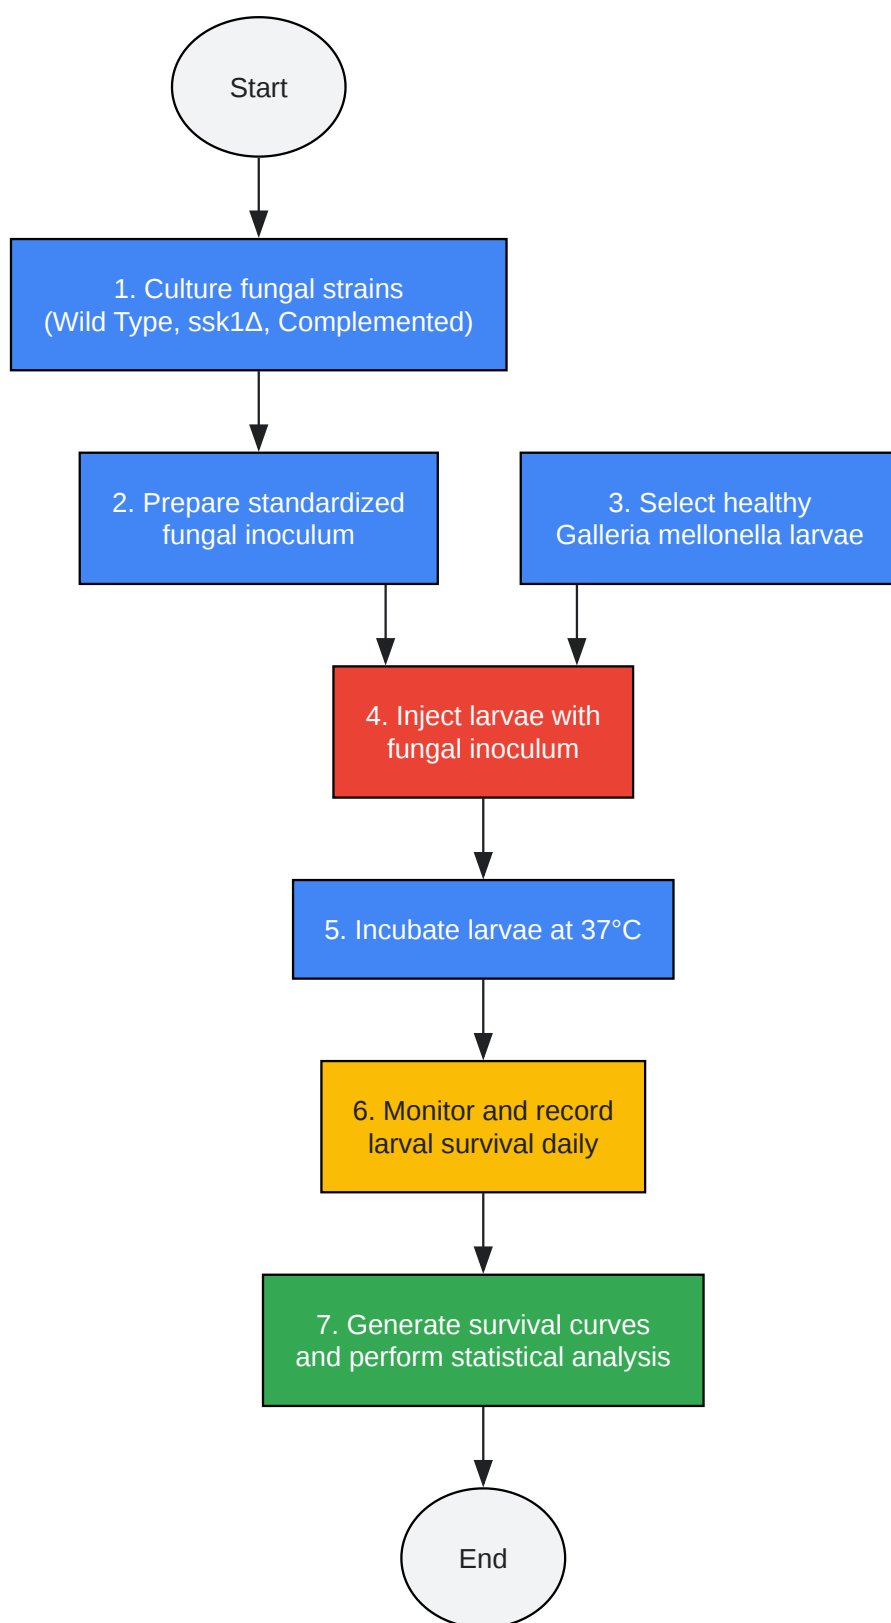 Start
1. Culture fungal strains
(Wild Type, ssk1Δ, Complemented)
2. Prepare standardized
fungal inoculum
3. Select healthy
Galleria mellonella larvae
4. Inject larvae with
fungal inoculum
5. Incubate larvae at 37°C
6. Monitor and record
larval survival daily
7. Generate survival curves
and perform statistical analysis
End